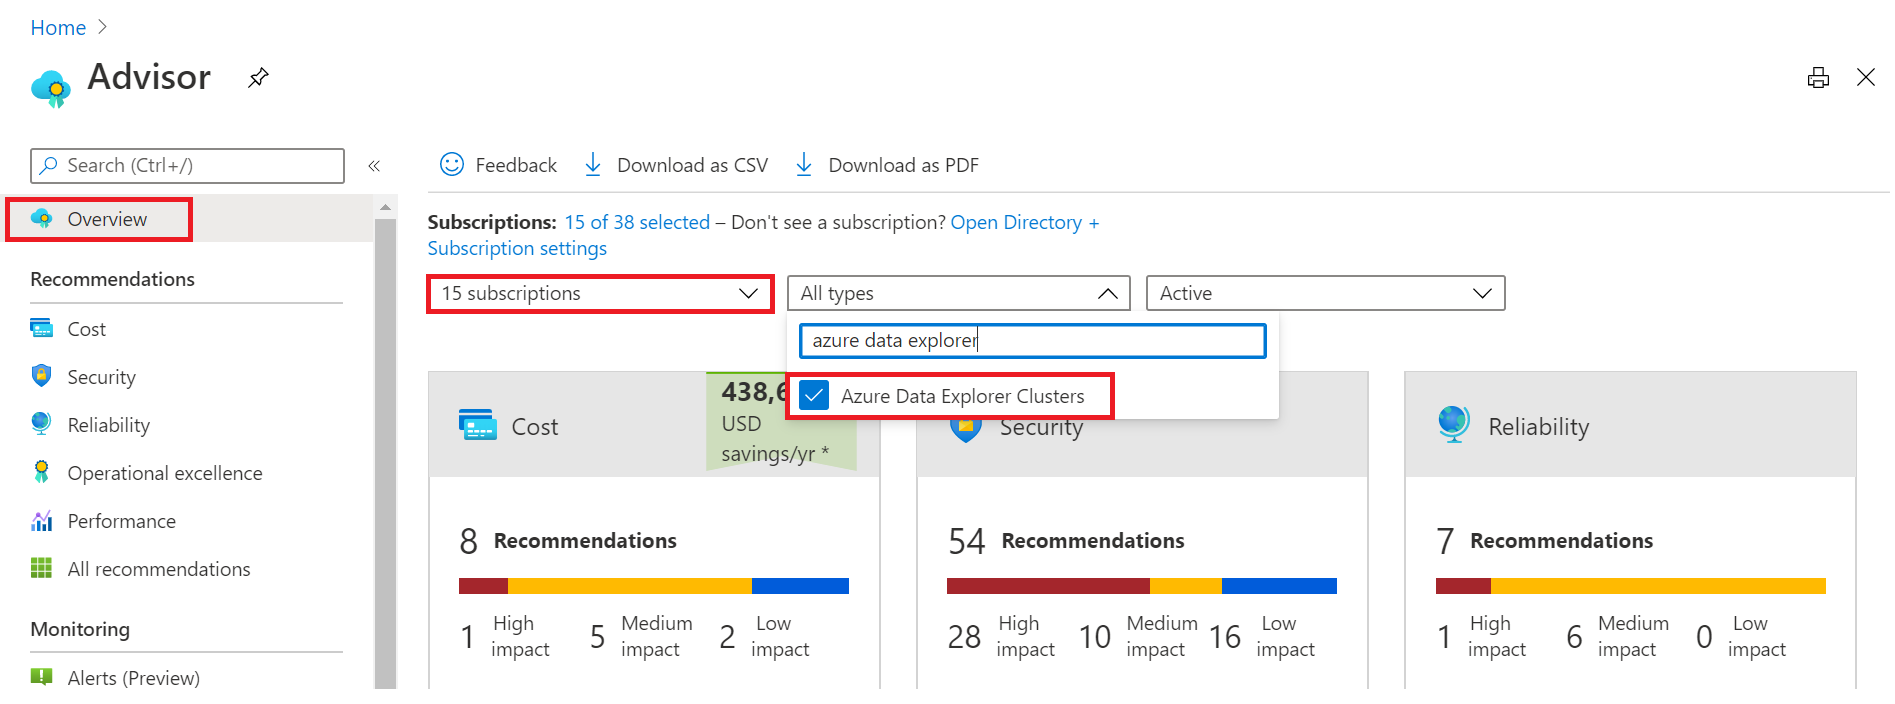 Home
Advisor
Search (Ctrl+/)
Overview
Recommendations
Cost
Security
Reliability
Operational excellence
Performance
All recommendations
Monitoring
Alerts (Preview)
Feedback Download as CSV Download as PDF
Subscriptions: 15 of 38 selected – Don't see a subscription? Open Directory +
Subscription settings
15 subscriptions All types Active
azure data explorer
Azure Data Explorer Clusters
Cost
USD
savings/yr *
8 Recommendations
1 High impact 5 Medium impact 2 Low impact
Security
54 Recommendations
28 High impact 10 Medium impact 16 Low impact
Reliability
7 Recommendations
1 High impact 6 Medium impact 0 Low impact